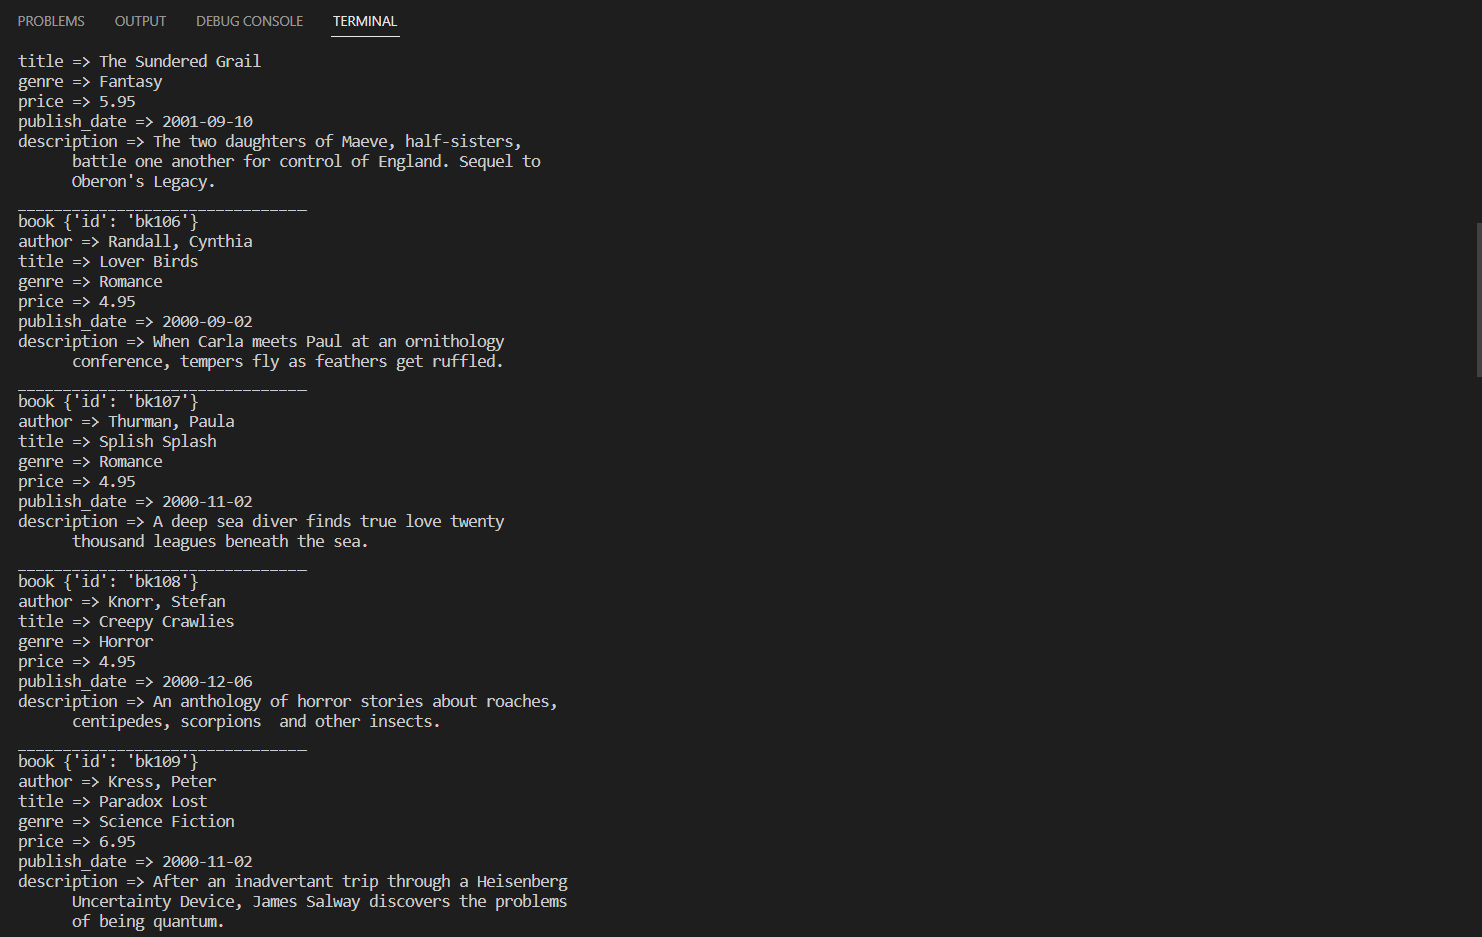 PROBLEMS OUTPUT DEBUG CONSOLE TERMINAL
title => The Sundered Grail
genre => Fantasy
price => 5.95
publish_date => 2001-09-10
description => The two daughters of Maeve, half-sisters,
      battle one another for control of England. Sequel to
      Oberon's Legacy.
________________________________
book {'id': 'bk106'}
author => Randall, Cynthia
title => Lover Birds
genre => Romance
price => 4.95
publish_date => 2000-09-02
description => When Carla meets Paul at an ornithology
      conference, tempers fly as feathers get ruffled.
________________________________
book {'id': 'bk107'}
author => Thurman, Paula
title => Splish Splash
genre => Romance
price => 4.95
publish_date => 2000-11-02
description => A deep sea diver finds true love twenty
      thousand leagues beneath the sea.
________________________________
book {'id': 'bk108'}
author => Knorr, Stefan
title => Creepy Crawlies
genre => Horror
price => 4.95
publish_date => 2000-12-06
description => An anthology of horror stories about roaches,
      centipedes, scorpions  and other insects.
________________________________
book {'id': 'bk109'}
author => Kress, Peter
title => Paradox Lost
genre => Science Fiction
price => 6.95
publish_date => 2000-11-02
description => After an inadvertant trip through a Heisenberg
      Uncertainty Device, James Salway discovers the problems
      of being quantum.